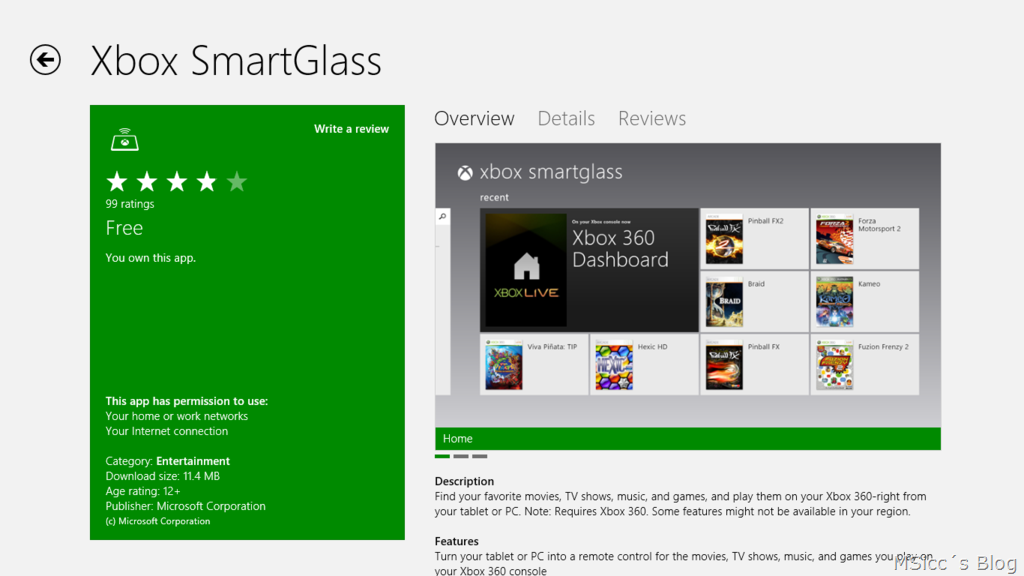 Xbox SmartGlass
Write a review
99 ratings
Free
You own this app.
This app has permission to use:
Your home or work networks
Your Internet connection
Category: Entertainment
Download size: 11.4 MB
Age rating: 12+
Publisher: Microsoft Corporation
(c) Microsoft Corporation
Overview Details Reviews
xbox smartglass
recent
On your Xbox console now
Xbox 360
Dashboard
XBOX LIVE
Pinball FX2
Forza
Motorsport 2
BRAID
Braid
Kameo
Viva Piñata: TIP
HEXIC
Hexic HD
Pinball FX
Fuzion Frenzy 2
Home
Description
Find your favorite movies, TV shows, music, and games, and play them on your Xbox 360-right from
your tablet or PC. Note: Requires Xbox 360. Some features might not be available in your region.
Features
Turn your tablet or PC into a remote control for the movies, TV shows, music, and games you play on
your Xbox 360 console
MSicc´s Blog